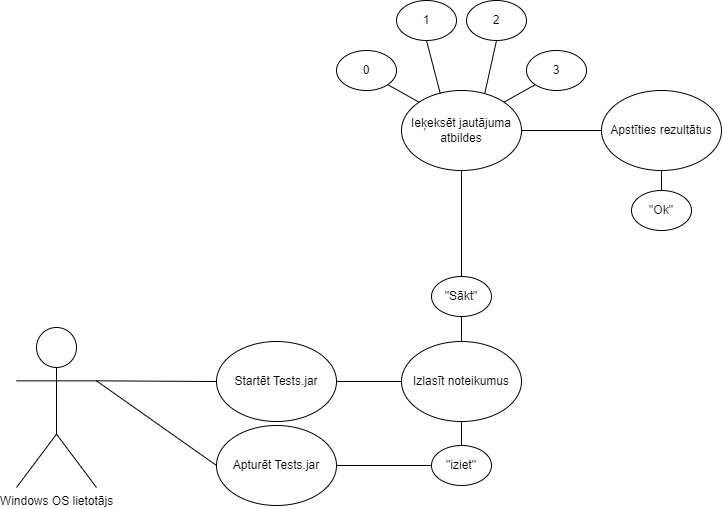 1
2
0
3
Ieķeksēt jautājuma
atbildes
Apstīties rezultātus
"Ok"
"Sākt"
Startēt Tests.jar
Izlasīt noteikumus
Apturēt Tests.jar
"iziet"
Windows OS lietotājs